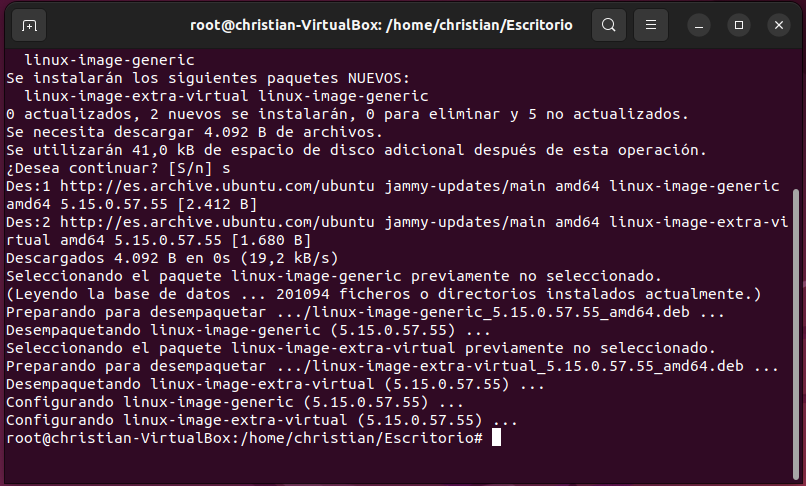 root@christian-VirtualBox: /home/christian/Escritorio
linux-image-generic
Se instalarán los siguientes paquetes NUEVOS:
linux-image-extra-virtual linux-image-generic
0 actualizados, 2 nuevos se instalarán, 0 para eliminar y 5 no actualizados.
Se necesita descargar 4.092 B de archivos.
Se utilizarán 41,0 kB de espacio de disco adicional después de esta operación.
¿Desea continuar? [S/n] s
Des:1 http://es.archive.ubuntu.com/ubuntu jammy-updates/main amd64 linux-image-generic
amd64 5.15.0.57.55 [2.412 B]
Des:2 http://es.archive.ubuntu.com/ubuntu jammy-updates/main amd64 linux-image-extra-vi
rtual amd64 5.15.0.57.55 [1.680 B]
Descargados 4.092 B en 0s (19,2 kB/s)
Seleccionando el paquete linux-image-generic previamente no seleccionado.
(Leyendo la base de datos ... 201094 ficheros o directorios instalados actualmente.)
Preparando para desempaquetar .../linux-image-generic_5.15.0.57.55_amd64.deb ...
Desempaquetando linux-image-generic (5.15.0.57.55) ...
Seleccionando el paquete linux-image-extra-virtual previamente no seleccionado.
Preparando para desempaquetar .../linux-image-extra-virtual_5.15.0.57.55_amd64.deb ...
Desempaquetando linux-image-extra-virtual (5.15.0.57.55) ...
Configurando linux-image-generic (5.15.0.57.55) ...
Configurando linux-image-extra-virtual (5.15.0.57.55) ...
root@christian-VirtualBox:/home/christian/Escritorio#